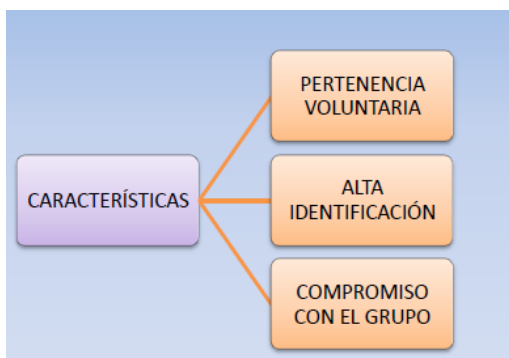 PERTENENCIA
VOLUNTARIA
CARACTERÍSTICAS
ALTA
IDENTIFICACIÓN
COMPROMISO
CON EL GRUPO